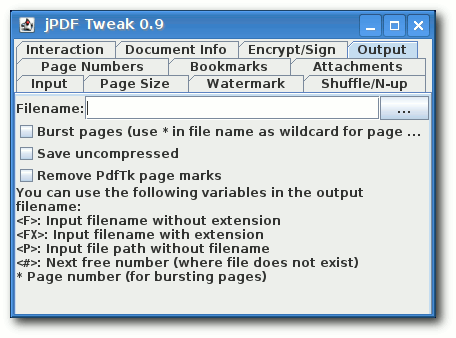 jPDF Tweak 0.9
Interaction Document Info Encrypt/Sign Output
Page Numbers Bookmarks Attachments
Input Page Size Watermark Shuffle/N-up
Filename: ...
Burst pages (use * in file name as wildcard for page ...
Save uncompressed
Remove PdfTk page marks
You can use the following variables in the output
filename:
<F>: Input filename without extension
<FX>: Input filename with extension
<P>: Input file path without filename
<#>: Next free number (where file does not exist)
* Page number (for bursting pages)